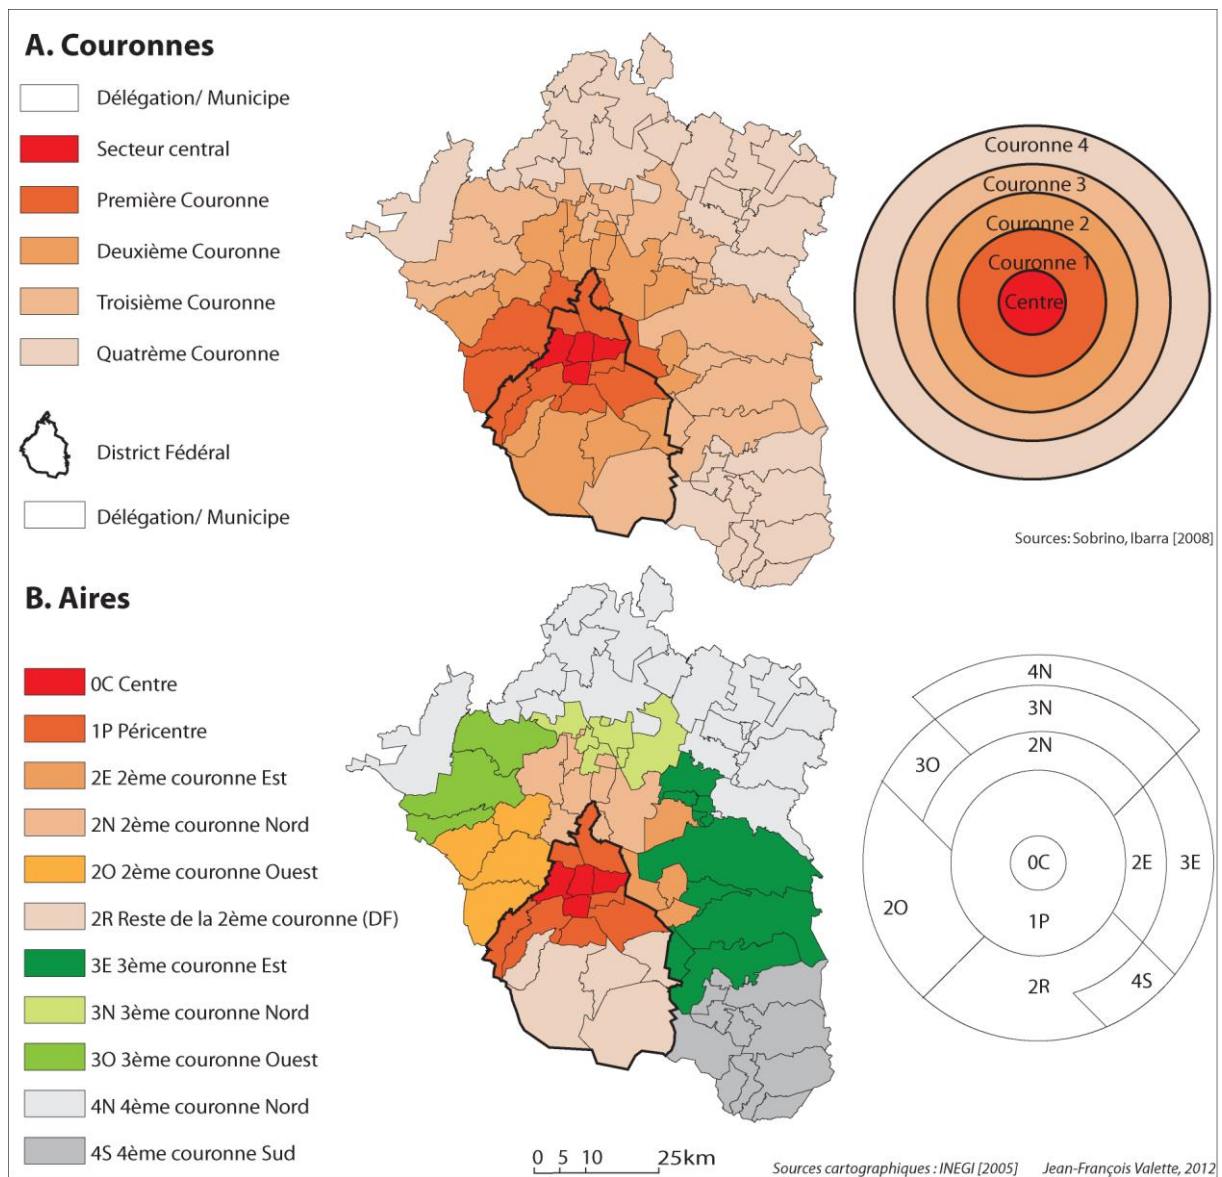 A. Couronnes
Délégation/ Municipe
Secteur central
Première Couronne
Deuxième Couronne
Troisième Couronne
Quatrème Couronne
District Fédéral
Délégation/ Municipe
Couronne 4
Couronne 3
Couronne 2
Couronne 1
Centre
Sources: Sobrino, Ibarra [2008]
B. Aires
0C Centre
1P Péricentre
2E 2ème couronne Est
2N 2ème couronne Nord
2O 2ème couronne Ouest
2R Reste de la 2ème couronne (DF)
3E 3ème couronne Est
3N 3ème couronne Nord
3O 3ème couronne Ouest
4N 4ème couronne Nord
4S 4ème couronne Sud
4N
3N
2N
3O
0C
2E
3E
2O
1P
2R
4S
0 5 10 25km
Sources cartographiques : INEGI [2005] Jean-François Valette, 2012